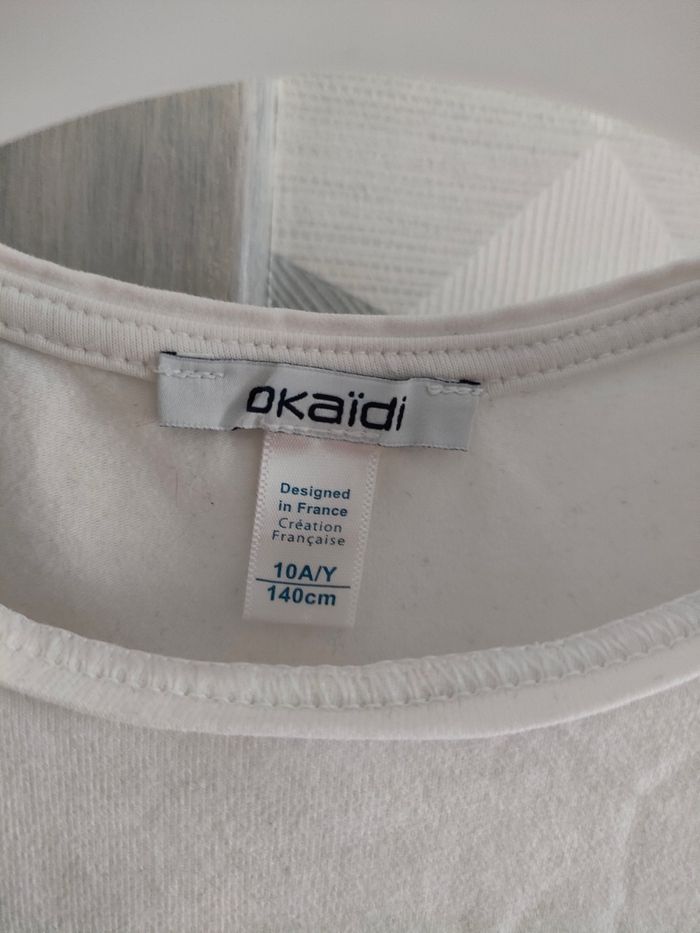 okaïdi
Designed
in France
Création
Française
10A/Y
140cm